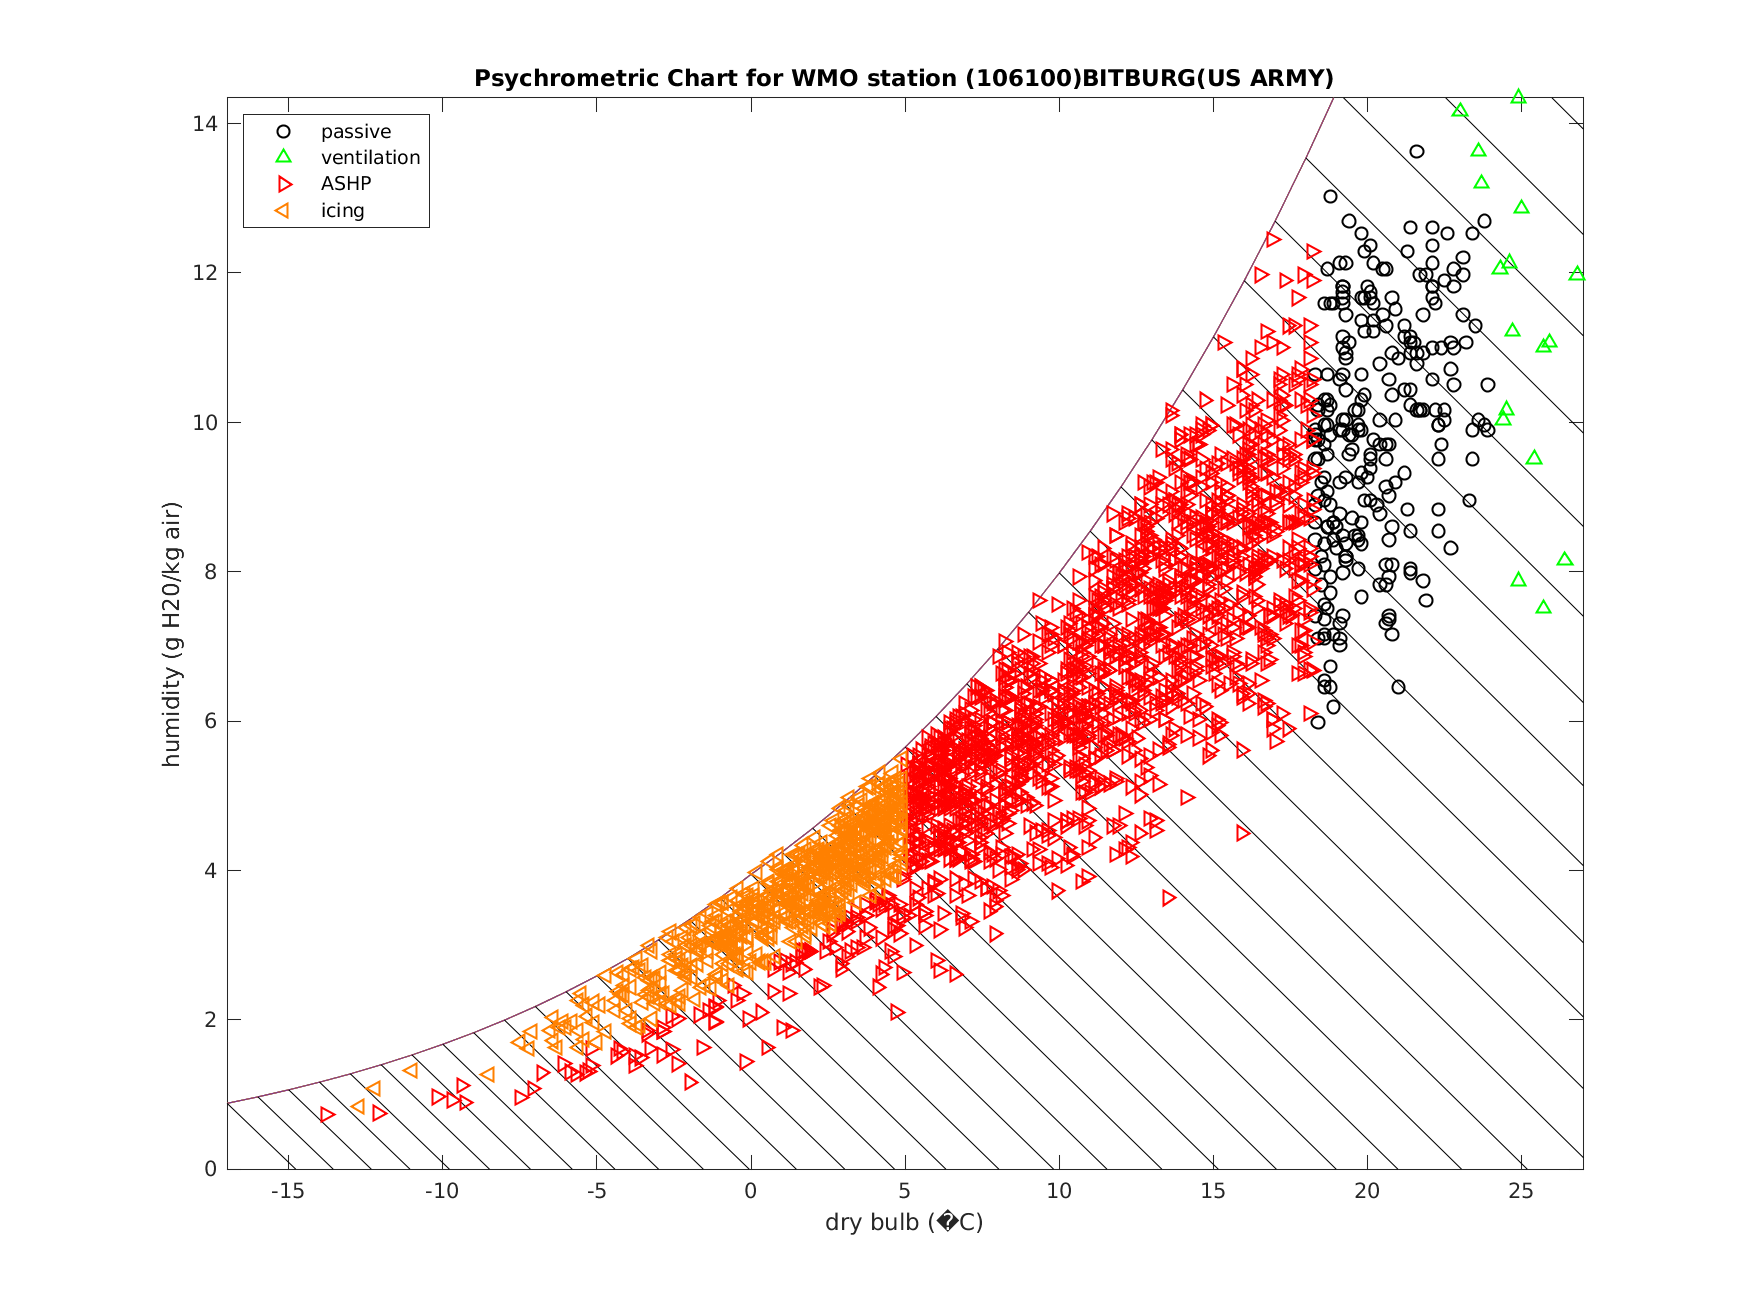 Psychrometric Chart for WMO station (106100)BITBURG(US ARMY)
passive
ventilation
ASHP
icing
14
12
10
8
6
4
2
0
humidity (g H20/kg air)
-15 -10 -5 0 5 10 15 20 25
dry bulb (�C)